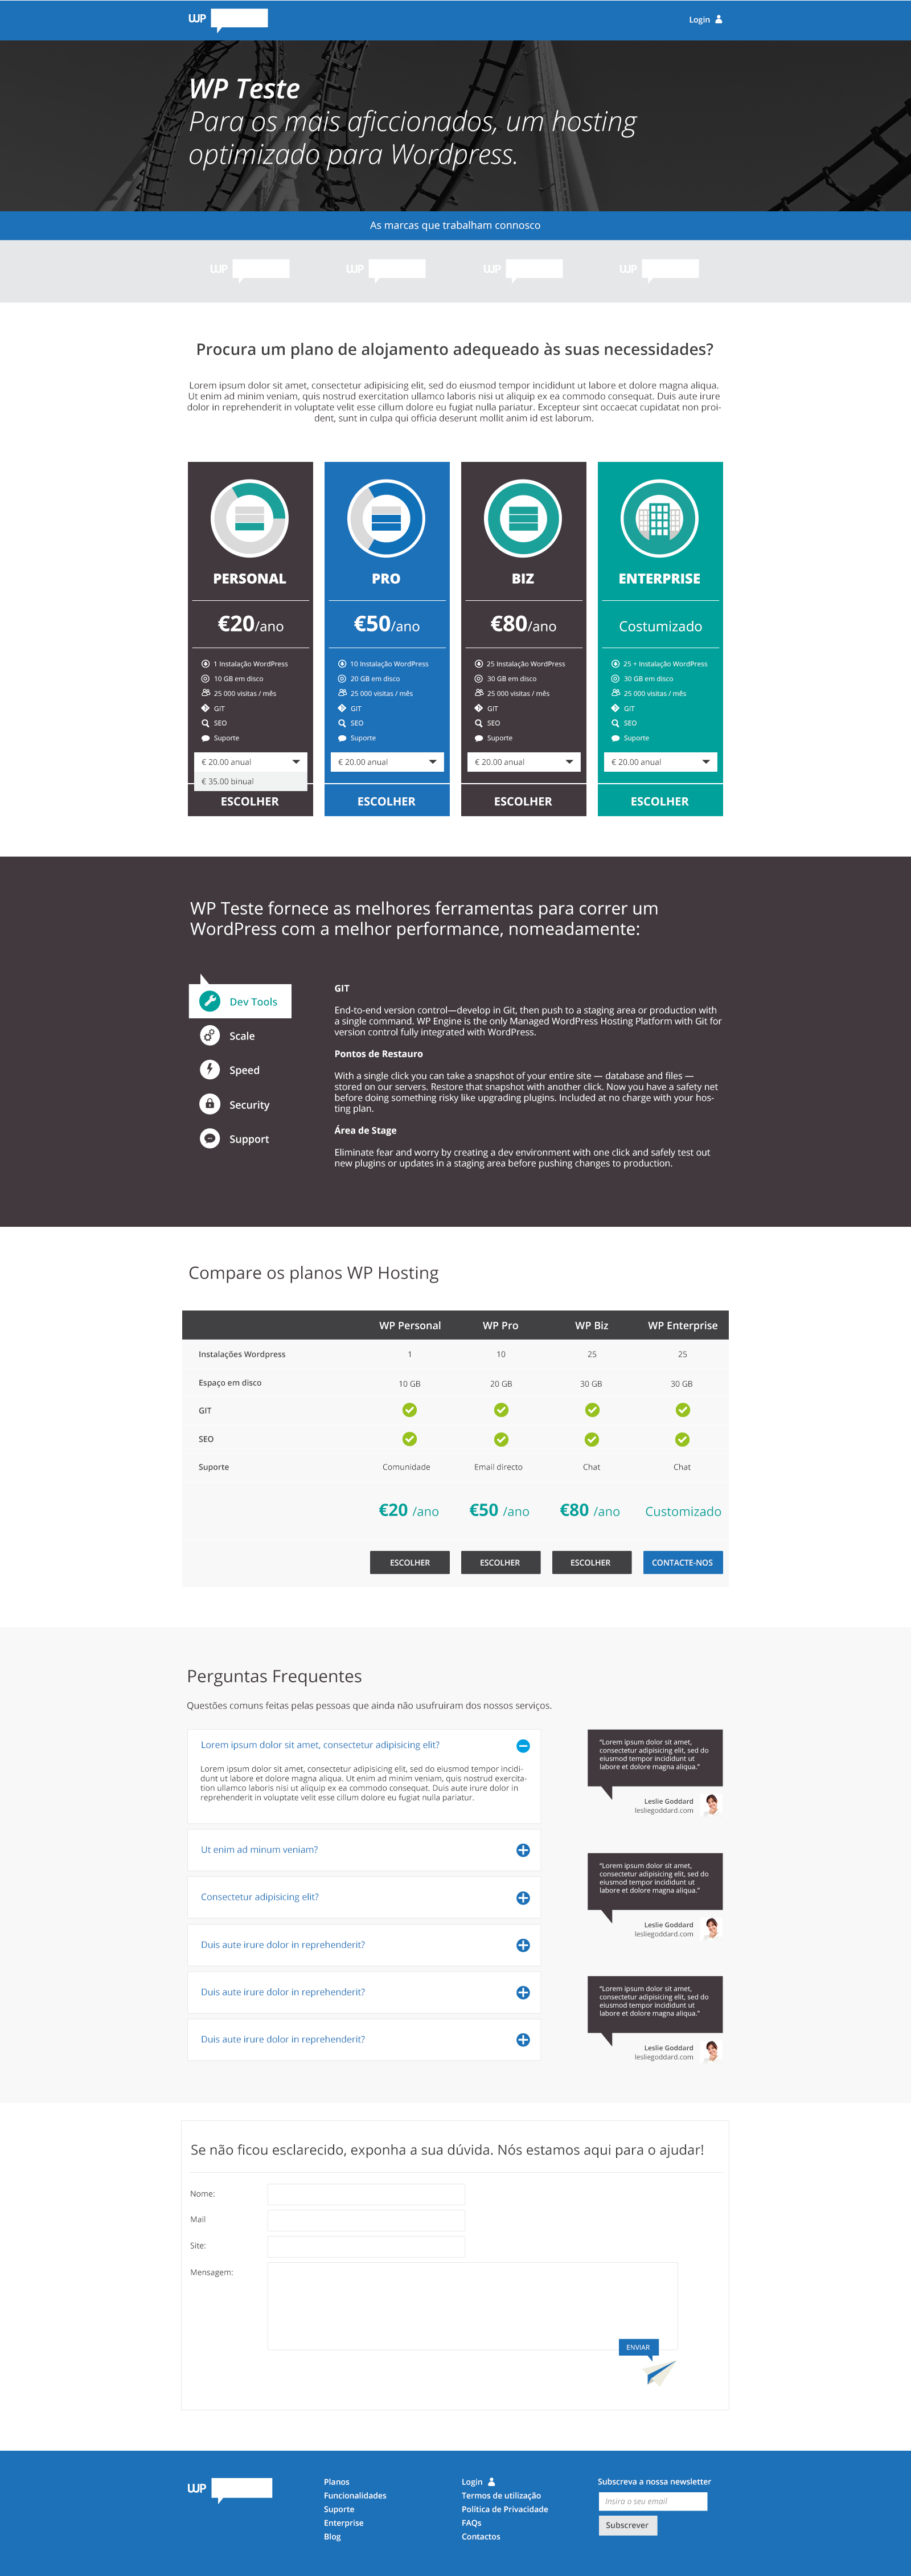 WP
Login
WP Teste
Para os mais aficcionados, um hosting
optimizado para Wordpress.
As marcas que trabalham connosco
WP WP WP WP
Procura um plano de alojamento adequeado às suas necessidades?
Lorem ipsum dolor sit amet, consectetur adipisicing elit, sed do eiusmod tempor incididunt ut labore et dolore magna aliqua.
Ut enim ad minim veniam, quis nostrud exercitation ullamco laboris nisi ut aliquip ex ea commodo consequat. Duis aute irure
dolor in reprehenderit in voluptate velit esse cillum dolore eu fugiat nulla pariatur. Excepteur sint occaecat cupidatat non proi-
dent, sunt in culpa qui officia deserunt mollit anim id est laborum.
PERSONAL
€20/ano
1 Instalação WordPress
10 GB em disco
25 000 visitas / mês
GIT
SEO
Suporte
€ 20.00 anual
€ 35.00 binual
ESCOLHER
PRO
€50/ano
10 Instalação WordPress
20 GB em disco
25 000 visitas / mês
GIT
SEO
Suporte
€ 20.00 anual
ESCOLHER
BIZ
€80/ano
25 Instalação WordPress
30 GB em disco
25 000 visitas / mês
GIT
SEO
Suporte
€ 20.00 anual
ESCOLHER
ENTERPRISE
Costumizado
25 + Instalação WordPress
30 GB em disco
25 000 visitas / mês
GIT
SEO
Suporte
€ 20.00 anual
ESCOLHER
WP Teste fornece as melhores ferramentas para correr um
WordPress com a melhor performance, nomeadamente:
Dev Tools
Scale
Speed
Security
Support
GIT
End-to-end version control—develop in Git, then push to a staging area or production with
a single command. WP Engine is the only Managed WordPress Hosting Platform with Git for
version control fully integrated with WordPress.
Pontos de Restauro
With a single click you can take a snapshot of your entire site — database and files —
stored on our servers. Restore that snapshot with another click. Now you have a safety net
before doing something risky like upgrading plugins. Included at no charge with your hos-
ting plan.
Área de Stage
Eliminate fear and worry by creating a dev environment with one click and safely test out
new plugins or updates in a staging area before pushing changes to production.
Compare os planos WP Hosting
WP Personal WP Pro WP Biz WP Enterprise
Instalações Wordpress 1 10 25 25
Espaço em disco 10 GB 20 GB 30 GB 30 GB
GIT
SEO
Suporte Comunidade Email directo Chat Chat
€20 /ano €50 /ano €80 /ano Customizado
ESCOLHER ESCOLHER ESCOLHER CONTACTE-NOS
Perguntas Frequentes
Questões comuns feitas pelas pessoas que ainda não usufruiram dos nossos serviços.
Lorem ipsum dolor sit amet, consectetur adipisicing elit?
Lorem ipsum dolor sit amet, consectetur adipisicing elit, sed do eiusmod tempor incidi-
dunt ut labore et dolore magna aliqua. Ut enim ad minim veniam, quis nostrud exercita-
tion ullamco laboris nisi ut aliquip ex ea commodo consequat. Duis aute irure dolor in
reprehenderit in voluptate velit esse cillum dolore eu fugiat nulla pariatur.
Ut enim ad minum veniam?
Consectetur adipisicing elit?
Duis aute irure dolor in reprehenderit?
Duis aute irure dolor in reprehenderit?
Duis aute irure dolor in reprehenderit?
"Lorem ipsum dolor sit amet,
consectetur adipisicing elit, sed do
eiusmod tempor incididunt ut
labore et dolore magna aliqua."
Leslie Goddard
lesliegoddard.com
"Lorem ipsum dolor sit amet,
consectetur adipisicing elit, sed do
eiusmod tempor incididunt ut
labore et dolore magna aliqua."
Leslie Goddard
lesliegoddard.com
"Lorem ipsum dolor sit amet,
consectetur adipisicing elit, sed do
eiusmod tempor incididunt ut
labore et dolore magna aliqua."
Leslie Goddard
lesliegoddard.com
Se não ficou esclarecido, exponha a sua dúvida. Nós estamos aqui para o ajudar!
Nome:
Mail
Site:
Mensagem:
ENVIAR
WP
Planos
Funcionalidades
Suporte
Enterprise
Blog
Login
Termos de utilização
Política de Privacidade
FAQs
Contactos
Subscreva a nossa newsletter
Insira o seu email
Subscrever